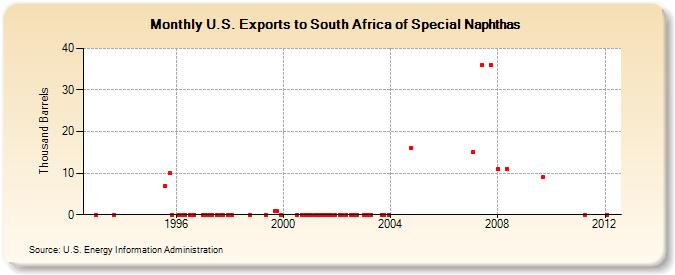 Monthly U.S. Exports to South Africa of Special Naphthas
Thousand Barrels
40
30
20
10
0
1996 2000 2004 2008 2012
Source: U.S. Energy Information Administration